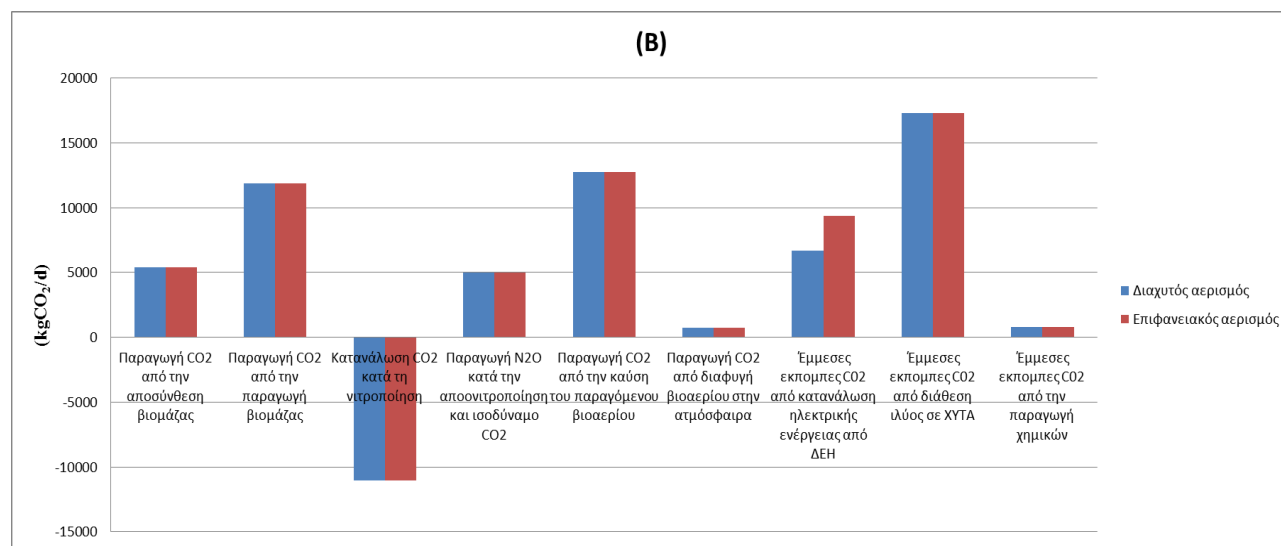 (B)
20000
15000
10000
5000
0
-5000
-10000
-15000
(kgCO₂/d)
Παραγωγή CO2
από την
αποσύνθεση
βιομάζας
Παραγωγή CO2
από την
παραγωγή
βιομάζας
Κατανάλωση CO2
κατά τη
νιτροποίηση
Παραγωγή N2O
κατά την
αποονιτροποίηση
και ισοδύναμο
CO2
Παραγωγή CO2
από την καύση
του παραγόμενου
βιοαερίου
Παραγωγή CO2
από διαφυγή
βιοαερίου στην
ατμόσφαιρα
Έμμεσες
εκπομπες C02
από κατανάλωση
ηλεκτρικής
ενέργειας από
ΔΕΗ
Έμμεσες
εκπομπες C02
από διάθεση
ιλύος σε ΧΥΤΑ
Έμμεσες
εκπομπες C02
από την
παραγωγή
χημικών
Διαχυτός αερισμός
Επιφανειακός αερισμός